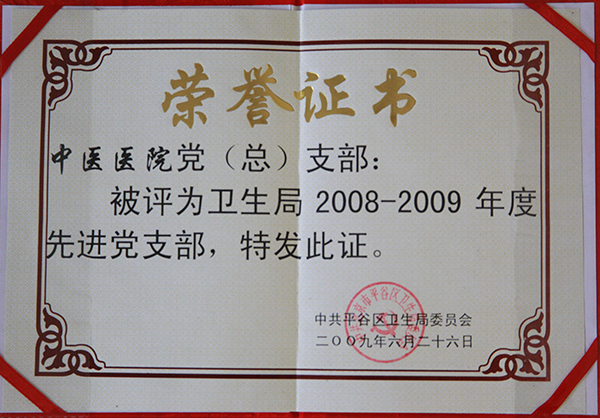 荣誉证书
中医医院党（总）支部：
被评为卫生局 2008-2009 年度
先进党支部，特发此证。
中共平谷区卫生局委员会
二〇〇九年六月二十六日